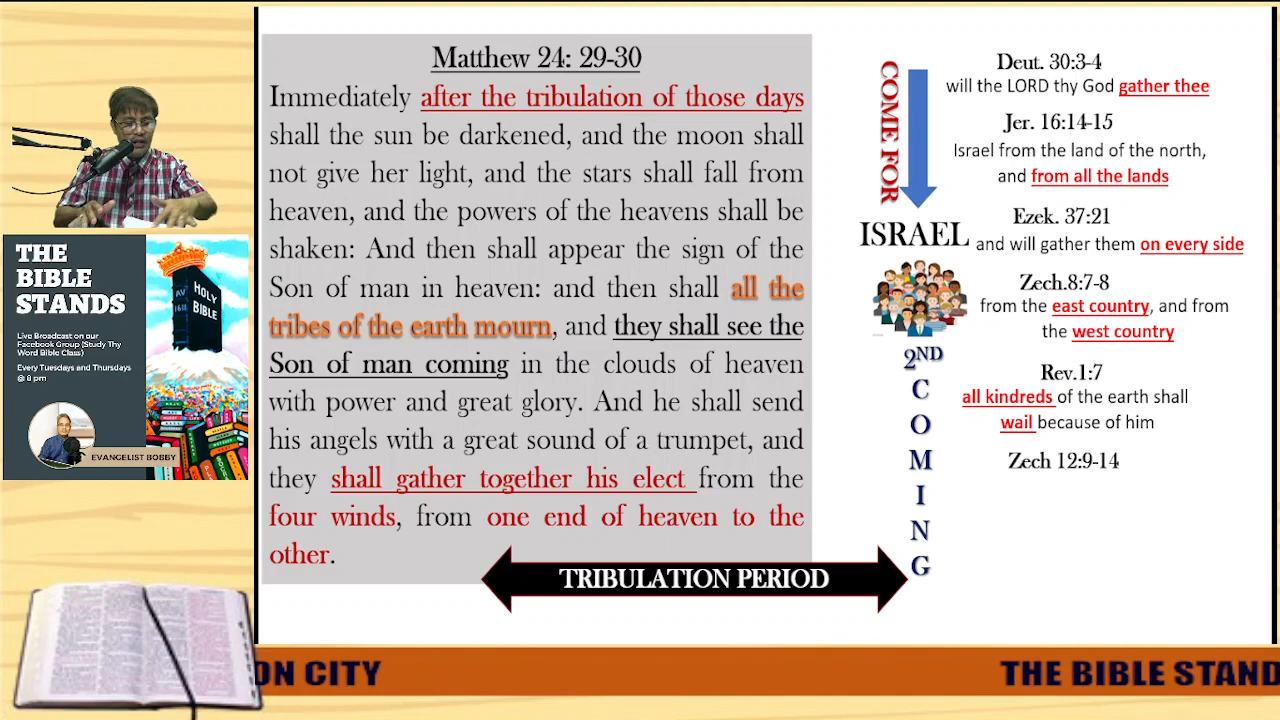 Matthew 24: 29-30
Immediately after the tribulation of those days
shall the sun be darkened, and the moon shall
not give her light, and the stars shall fall from
heaven, and the powers of the heavens shall be
shaken: And then shall appear the sign of the
Son of man in heaven: and then shall all the
tribes of the earth mourn, and they shall see the
Son of man coming in the clouds of heaven
with power and great glory. And he shall send
his angels with a great sound of a trumpet, and
they shall gather together his elect from the
four winds, from one end of heaven to the
other.
TRIBULATION PERIOD
COME FOR
ISRAEL
2ND
COMING
Deut. 30:3-4
will the LORD thy God gather thee
Jer. 16:14-15
Israel from the land of the north,
and from all the lands
Ezek. 37:21
and will gather them on every side
Zech.8:7-8
from the east country, and from
the west country
Rev.1:7
all kindreds of the earth shall
wail because of him
Zech 12:9-14
THE
BIBLE
STANDS
Live Broadcast on our
Facebook Group (Study Thy
Word Bible Class)
Every Tuesdays and Thursdays
@ 8 pm
AV
1611
HOLY
BIBLE
EVANGELIST BOBBY
ON CITY
THE BIBLE STAND